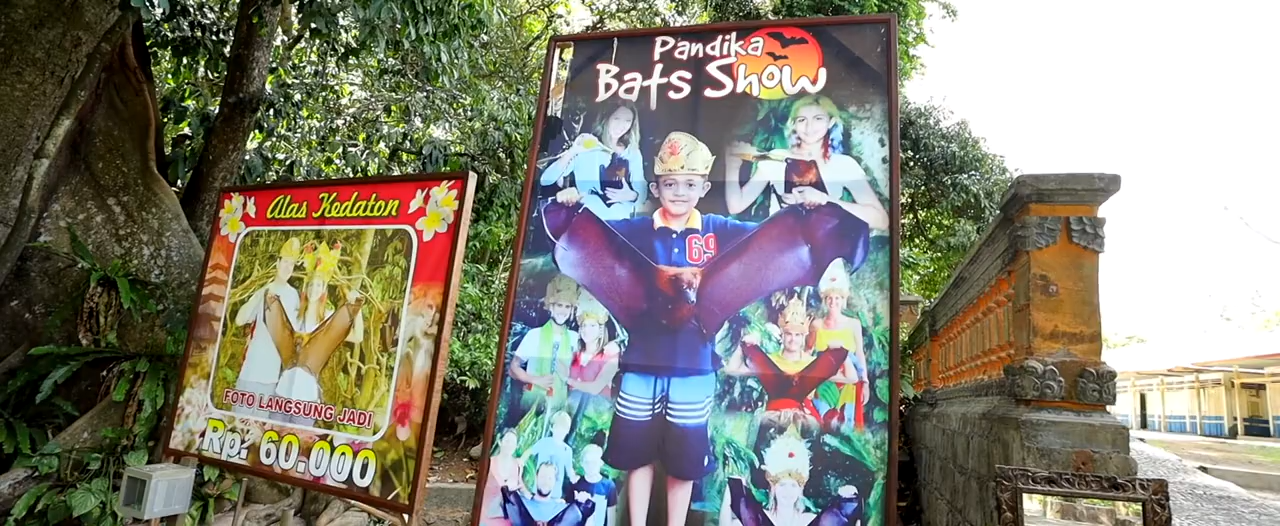 Alas Kedaton
FOTO LANGSUNG JADI
Rp. 60.000
Pandika
Bats Show
69